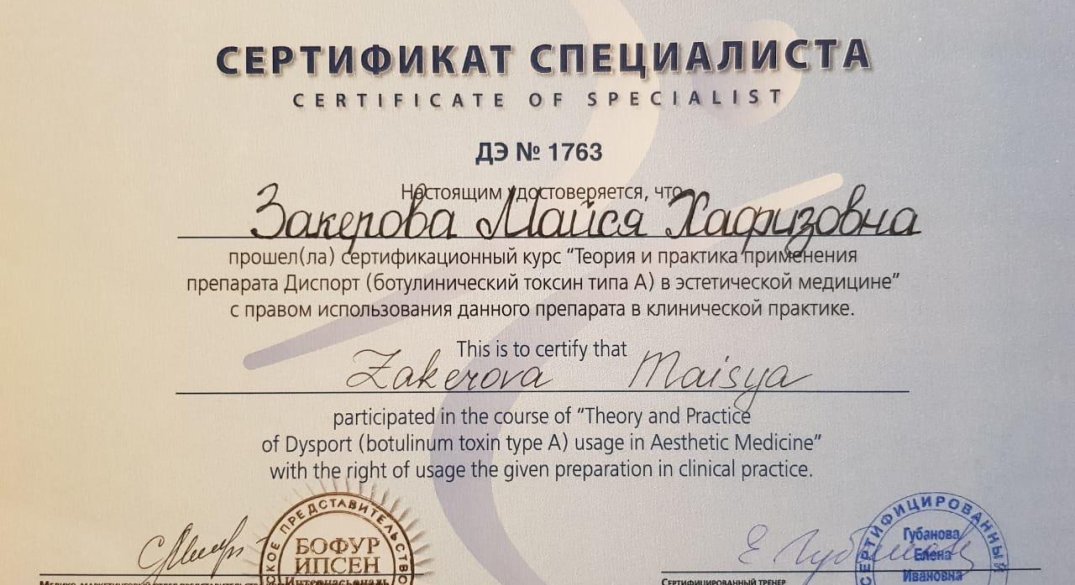 СЕРТИФИКАТ СПЕЦИАЛИСТА
CERTIFICATE OF SPECIALIST
ДЭ № 1763
Настоящим удостоверяется, что
Закерова Майся Хафизовна
прошел(ла) сертификационный курс “Теория и практика применения
препарата Диспорт (ботулинический токсин типа А) в эстетической медицине”
с правом использования данного препарата в клинической практике.
This is to certify that
Zakerova Maisya
participated in the course of “Theory and Practice
of Dysport (botulinum toxin type A) usage in Aesthetic Medicine”
with the right of usage the given preparation in clinical practice.
ПРЕДСТАВИТЕЛЬСТВО
БОФУР
ИПСЕН
СЕРТИФИЦИРОВАННЫЙ
Губанова
Елена
Ивановна
Сертифицированный тренер